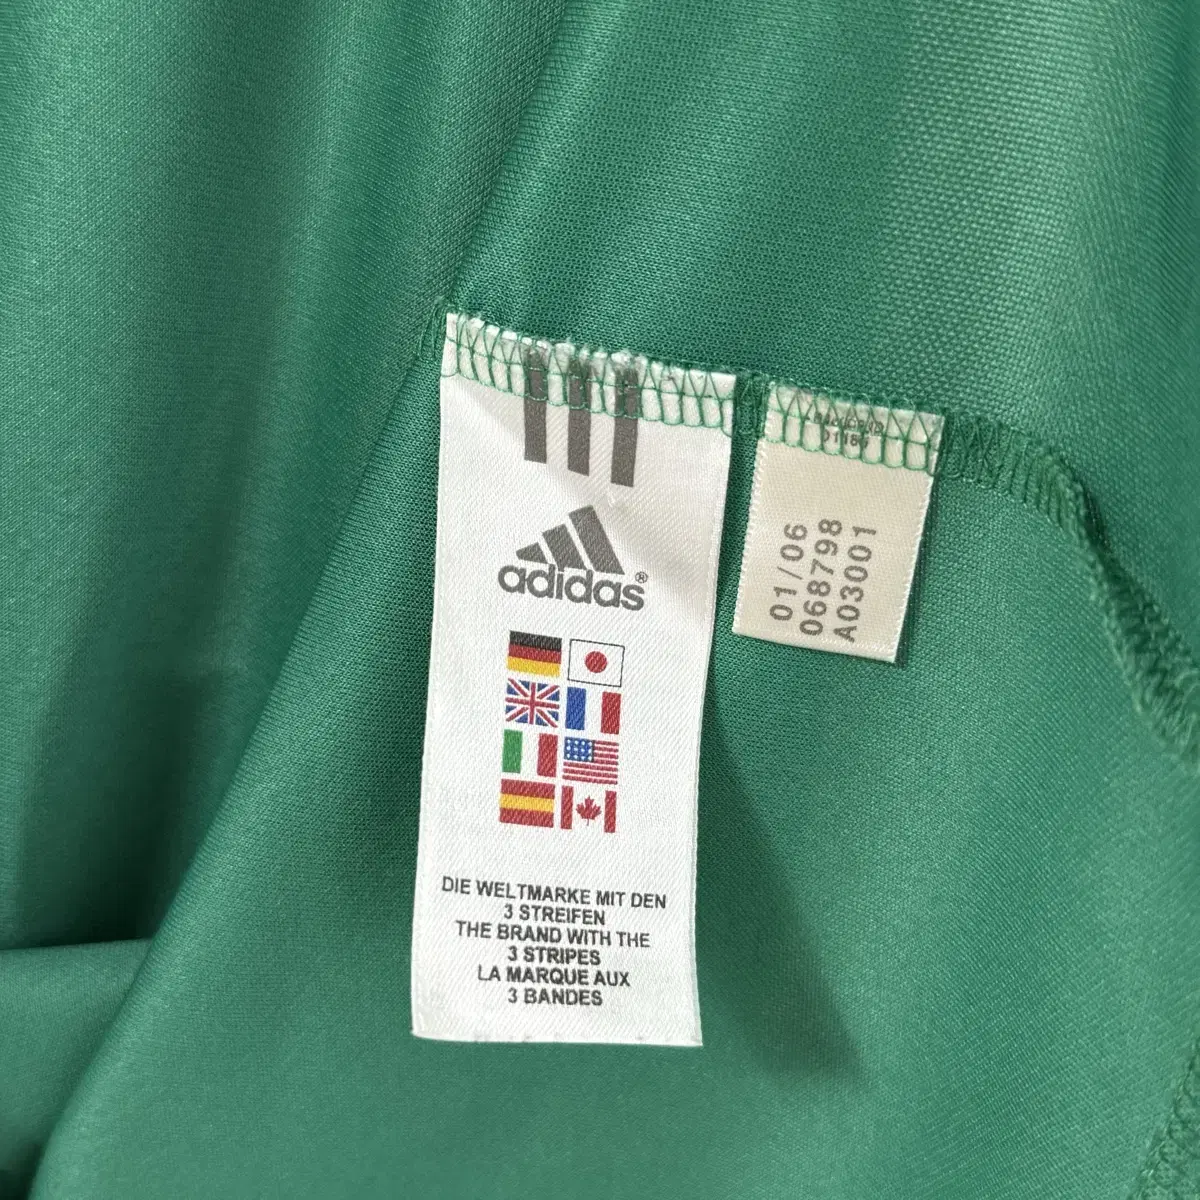 adidas®
DIE WELTMARKE MIT DEN
3 STREIFEN
THE BRAND WITH THE
3 STRIPES
LA MARQUE AUX
3 BANDES
01/06
068798
A03001